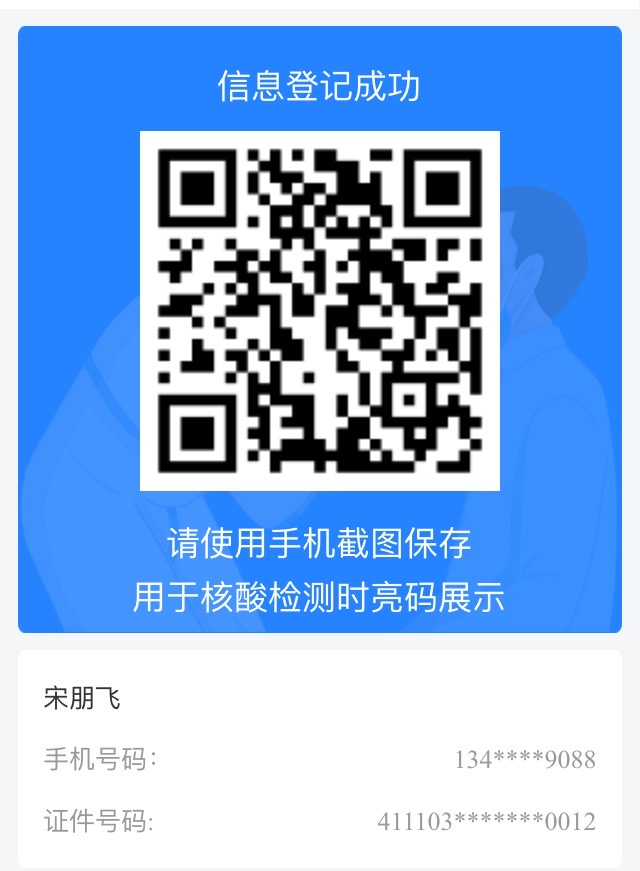 信息登记成功
请使用手机截图保存
用于核酸检测时亮码展示
宋朋飞
手机号码：134****9088
证件号码：411103*******0012